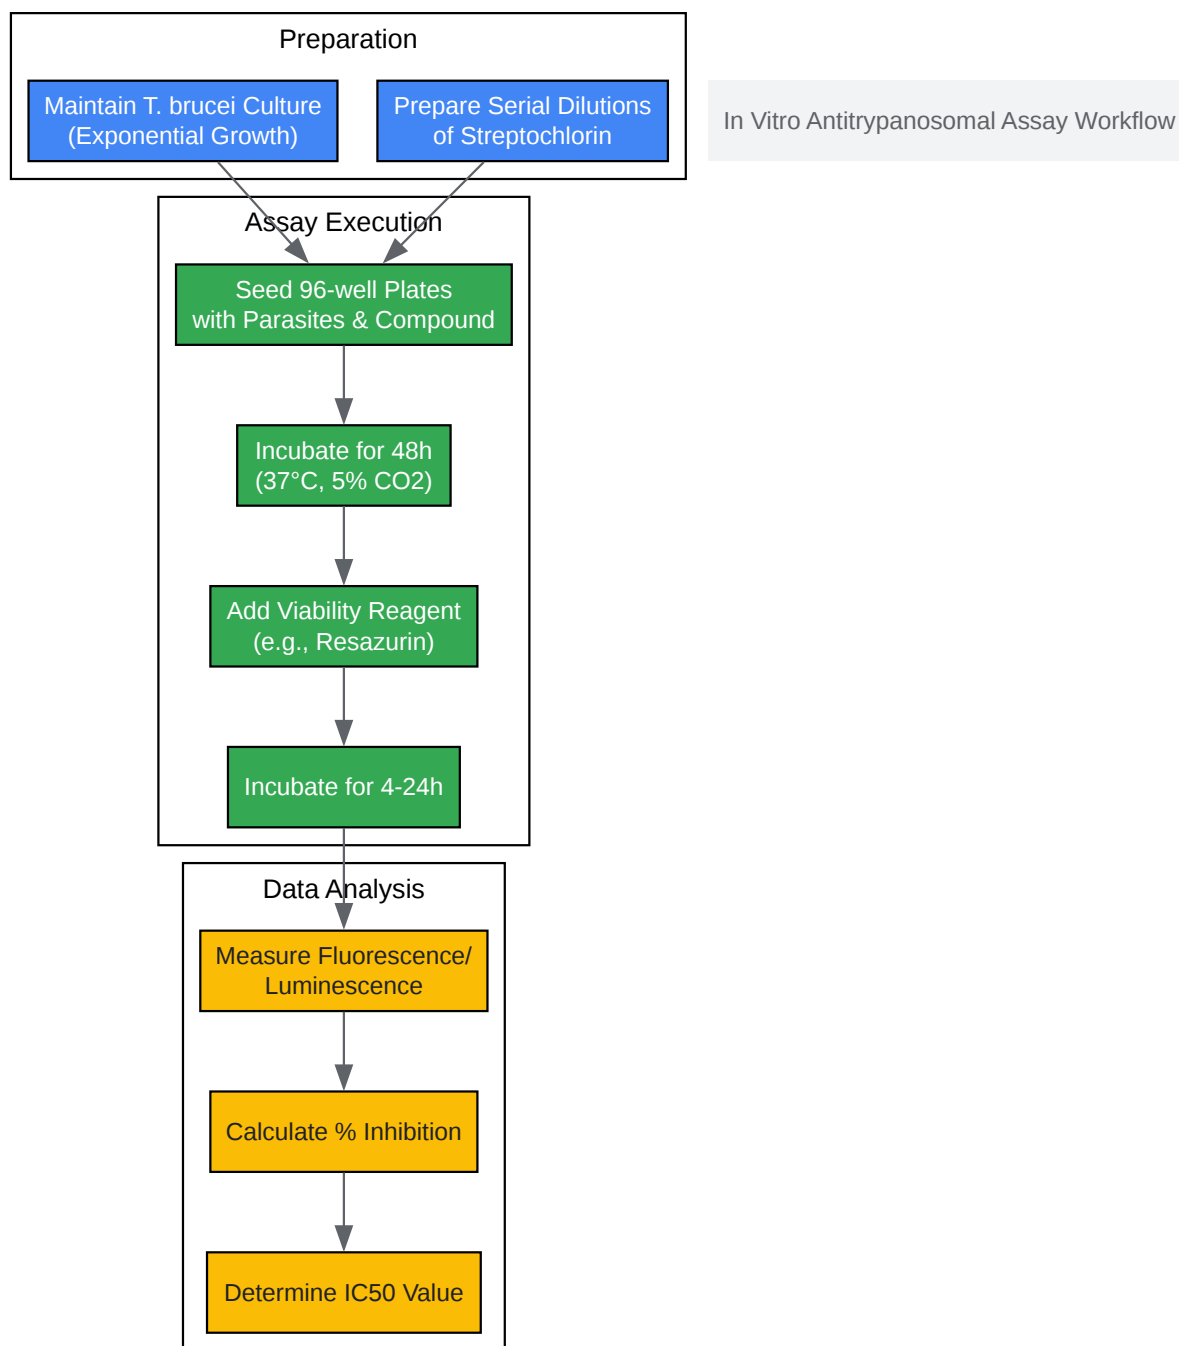 Preparation
Maintain T. brucei Culture
(Exponential Growth)
Prepare Serial Dilutions
of Streptochlorin
In Vitro Antitrypanosomal Assay Workflow
Assay Execution
Seed 96-well Plates
with Parasites & Compound
Incubate for 48h
(37°C, 5% CO2)
Add Viability Reagent
(e.g., Resazurin)
Incubate for 4-24h
Data Analysis
Measure Fluorescence/
Luminescence
Calculate % Inhibition
Determine IC50 Value